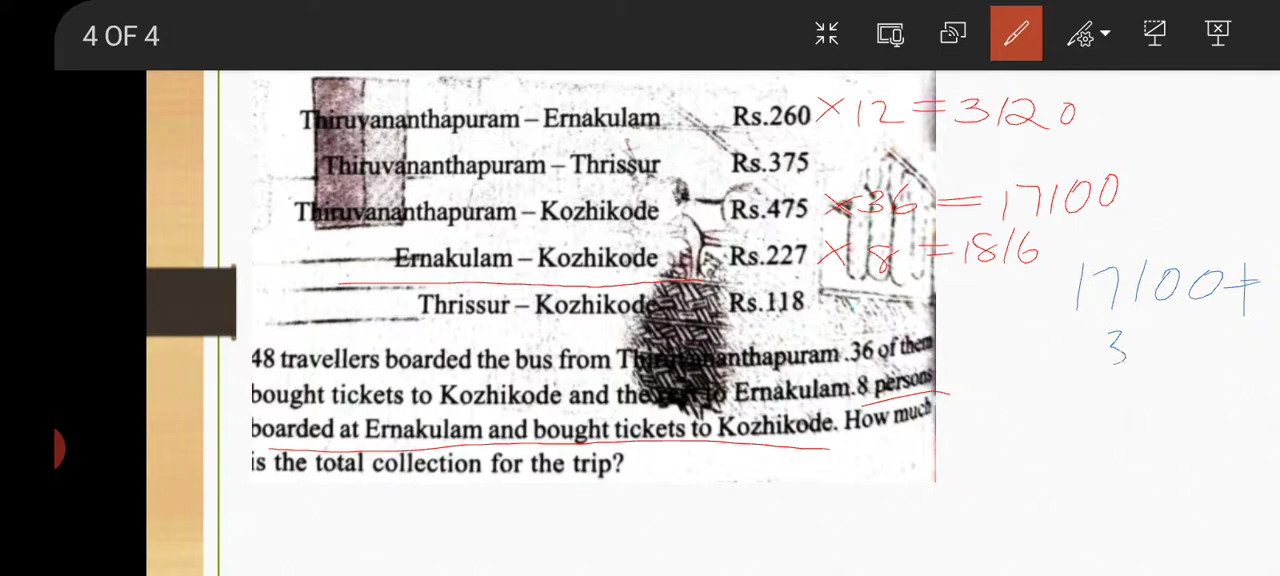 4 OF 4
Thiruvananthapuram – Ernakulam Rs.260 × 12 = 3120
Thiruvananthapuram – Thrissur Rs.375
Thiruvananthapuram – Kozhikode Rs.475 × 36 = 17100
Ernakulam – Kozhikode Rs.227 × 8 = 1816
17100 +
Thrissur – Kozhikode Rs.118
3
48 travellers boarded the bus from Thiruvananthapuram .36 of them
bought tickets to Kozhikode and the to Ernakulam.8 persons
boarded at Ernakulam and bought tickets to Kozhikode. How much
is the total collection for the trip?